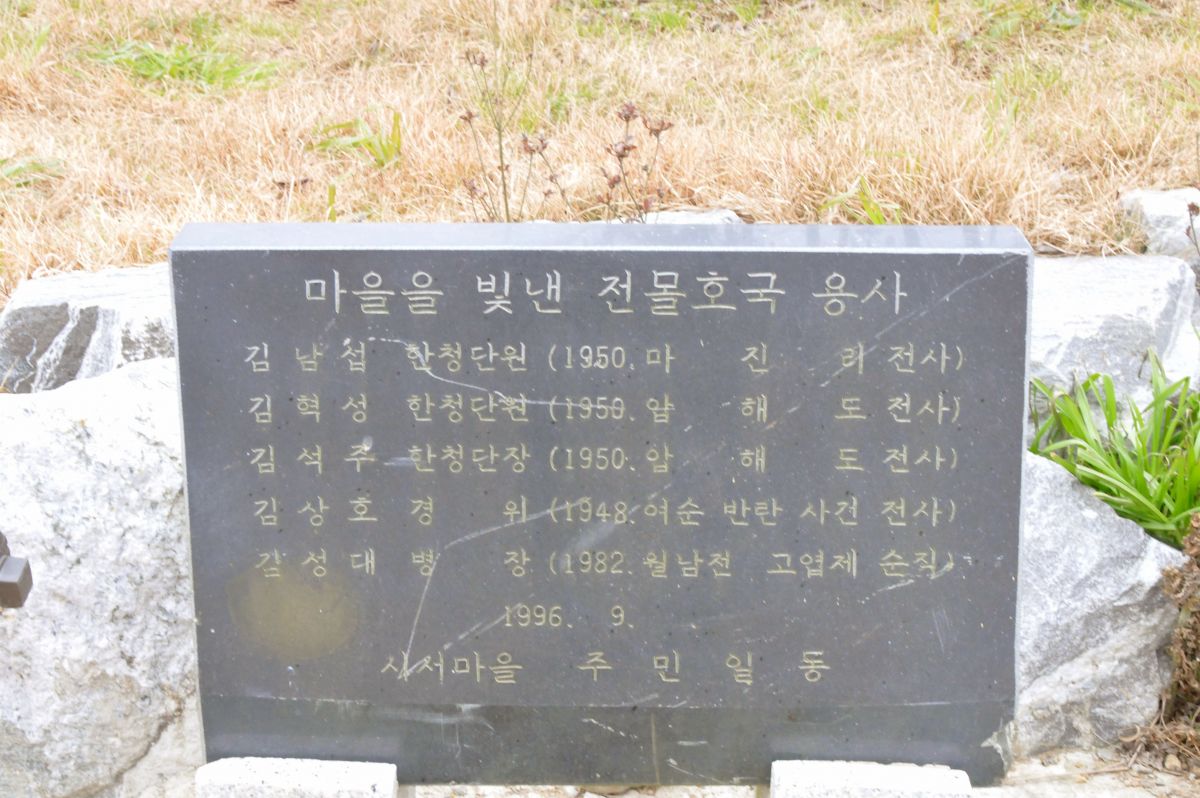 마을을 빛낸 전몰호국 용사
김 남 섭 한청단원 (1950. 마 진 리 전사)
김 혁 성 한청단원 (1950. 압 해 도 전사)
김 석 주 한청단장 (1950. 압 해 도 전사)
김 상 호 경 위 (1948. 여순 반란 사건 전사)
김 성 대 병 장 (1982. 월남전 고엽제 순직)
1996. 9.
사서마을 주 민 일 동